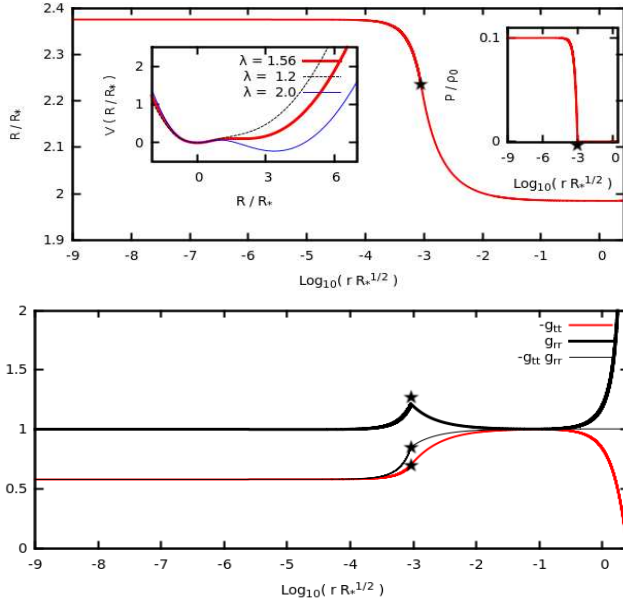 2.4
2.3
2.2
2.1
2
1.9
R / R*
-9 -8 -7 -6 -5 -4 -3 -2 -1 0
Log10( r R*^1/2 )
λ = 1.56
λ = 1.2
λ = 2.0
2
1
0
V ( R / R* )
0 3 6
R / R*
0.1
0
P / ρ0
-9 -6 -3 0
Log10( r R*^1/2 )
2
1.5
1
0.5
0
-gtt
grr
-gtt grr
-9 -8 -7 -6 -5 -4 -3 -2 -1 0
Log10( r R*^1/2 )